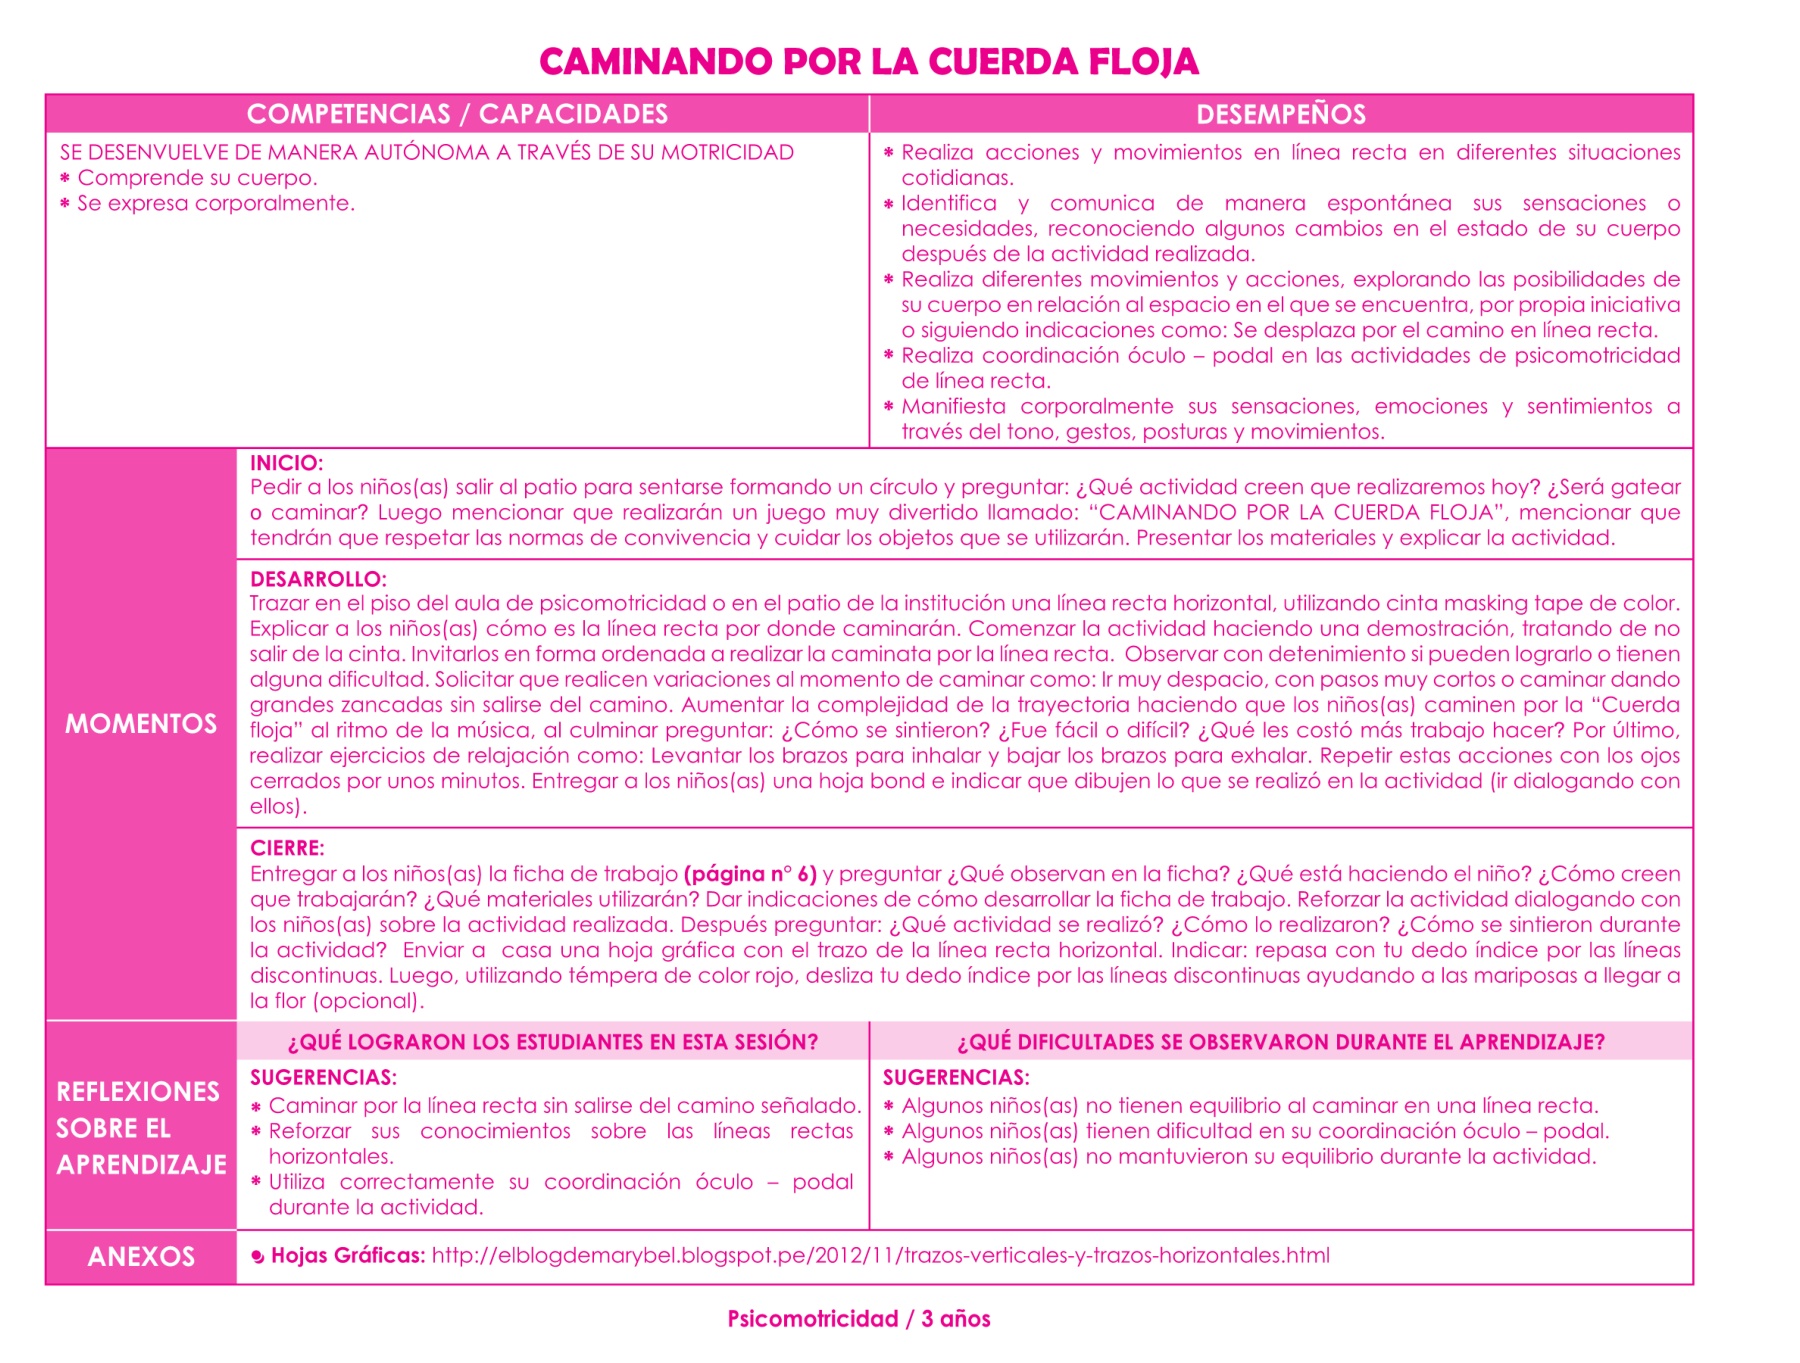 CAMINANDO POR LA CUERDA FLOJA
COMPETENCIAS / CAPACIDADES
SE DESENVUELVE DE MANERA AUTÓNOMA A TRAVÉS DE SU MOTRICIDAD
* Comprende su cuerpo.
* Se expresa corporalmente.
DESEMPEÑOS
* Realiza acciones y movimientos en línea recta en diferentes situaciones
cotidianas.
* Identifica y comunica de manera espontánea sus sensaciones o
necesidades, reconociendo algunos cambios en el estado de su cuerpo
después de la actividad realizada.
* Realiza diferentes movimientos y acciones, explorando las posibilidades de
su cuerpo en relación al espacio en el que se encuentra, por propia iniciativa
o siguiendo indicaciones como: Se desplaza por el camino en línea recta.
* Realiza coordinación óculo – podal en las actividades de psicomotricidad
de línea recta.
* Manifiesta corporalmente sus sensaciones, emociones y sentimientos a
través del tono, gestos, posturas y movimientos.
MOMENTOS
INICIO:
Pedir a los niños(as) salir al patio para sentarse formando un círculo y preguntar: ¿Qué actividad creen que realizaremos hoy? ¿Será gatear
o caminar? Luego mencionar que realizarán un juego muy divertido llamado: “CAMINANDO POR LA CUERDA FLOJA”, mencionar que
tendrán que respetar las normas de convivencia y cuidar los objetos que se utilizarán. Presentar los materiales y explicar la actividad.
DESARROLLO:
Trazar en el piso del aula de psicomotricidad o en el patio de la institución una línea recta horizontal, utilizando cinta masking tape de color.
Explicar a los niños(as) cómo es la línea recta por donde caminarán. Comenzar la actividad haciendo una demostración, tratando de no
salir de la cinta. Invitarlos en forma ordenada a realizar la caminata por la línea recta. Observar con detenimiento si pueden lograrlo o tienen
alguna dificultad. Solicitar que realicen variaciones al momento de caminar como: Ir muy despacio, con pasos muy cortos o caminar dando
grandes zancadas sin salirse del camino. Aumentar la complejidad de la trayectoria haciendo que los niños(as) caminen por la “Cuerda
floja” al ritmo de la música, al culminar preguntar: ¿Cómo se sintieron? ¿Fue fácil o difícil? ¿Qué les costó más trabajo hacer? Por último,
realizar ejercicios de relajación como: Levantar los brazos para inhalar y bajar los brazos para exhalar. Repetir estas acciones con los ojos
cerrados por unos minutos. Entregar a los niños(as) una hoja bond e indicar que dibujen lo que se realizó en la actividad (ir dialogando con
ellos).
CIERRE:
Entregar a los niños(as) la ficha de trabajo (página n° 6) y preguntar ¿Qué observan en la ficha? ¿Qué está haciendo el niño? ¿Cómo creen
que trabajarán? ¿Qué materiales utilizarán? Dar indicaciones de cómo desarrollar la ficha de trabajo. Reforzar la actividad dialogando con
los niños(as) sobre la actividad realizada. Después preguntar: ¿Qué actividad se realizó? ¿Cómo lo realizaron? ¿Cómo se sintieron durante
la actividad? Enviar a casa una hoja gráfica con el trazo de la línea recta horizontal. Indicar: repasa con tu dedo índice por las líneas
discontinuas. Luego, utilizando témpera de color rojo, desliza tu dedo índice por las líneas discontinuas ayudando a las mariposas a llegar a
la flor (opcional).
REFLEXIONES
SOBRE EL
APRENDIZAJE
¿QUÉ LOGRARON LOS ESTUDIANTES EN ESTA SESIÓN?
SUGERENCIAS:
* Caminar por la línea recta sin salirse del camino señalado.
* Reforzar sus conocimientos sobre las líneas rectas
horizontales.
* Utiliza correctamente su coordinación óculo – podal
durante la actividad.
¿QUÉ DIFICULTADES SE OBSERVARON DURANTE EL APRENDIZAJE?
SUGERENCIAS:
* Algunos niños(as) no tienen equilibrio al caminar en una línea recta.
* Algunos niños(as) tienen dificultad en su coordinación óculo – podal.
* Algunos niños(as) no mantuvieron su equilibrio durante la actividad.
ANEXOS
Hojas Gráficas: http://elblogdemarybel.blogspot.pe/2012/11/trazos-verticales-y-trazos-horizontales.html
Psicomotricidad / 3 años